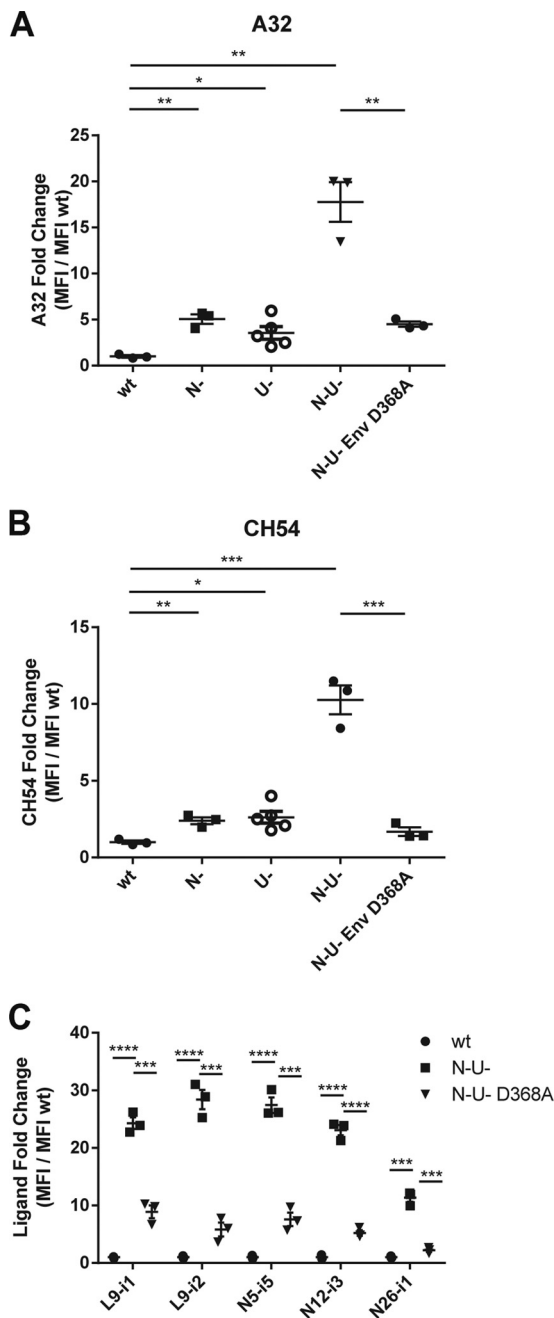 A
A32
**
*
**
**
25
20
15
10
5
0
A32 Fold Change
(MFI / MFI wt)
wt
N-
U-
N-U-
N-U- Env D368A
B
CH54
***
*
**
***
15
10
5
0
CH54 Fold Change
(MFI / MFI wt)
wt
N-
U-
N-U-
N-U- Env D368A
C
40
30
20
10
0
Ligand Fold Change
(MFI / MFI wt)
**** ***
**** ***
**** ***
**** ****
*** ***
wt
N-U-
N-U- D368A
L9-i1
L9-i2
N5-i5
N12-i3
N26-i1